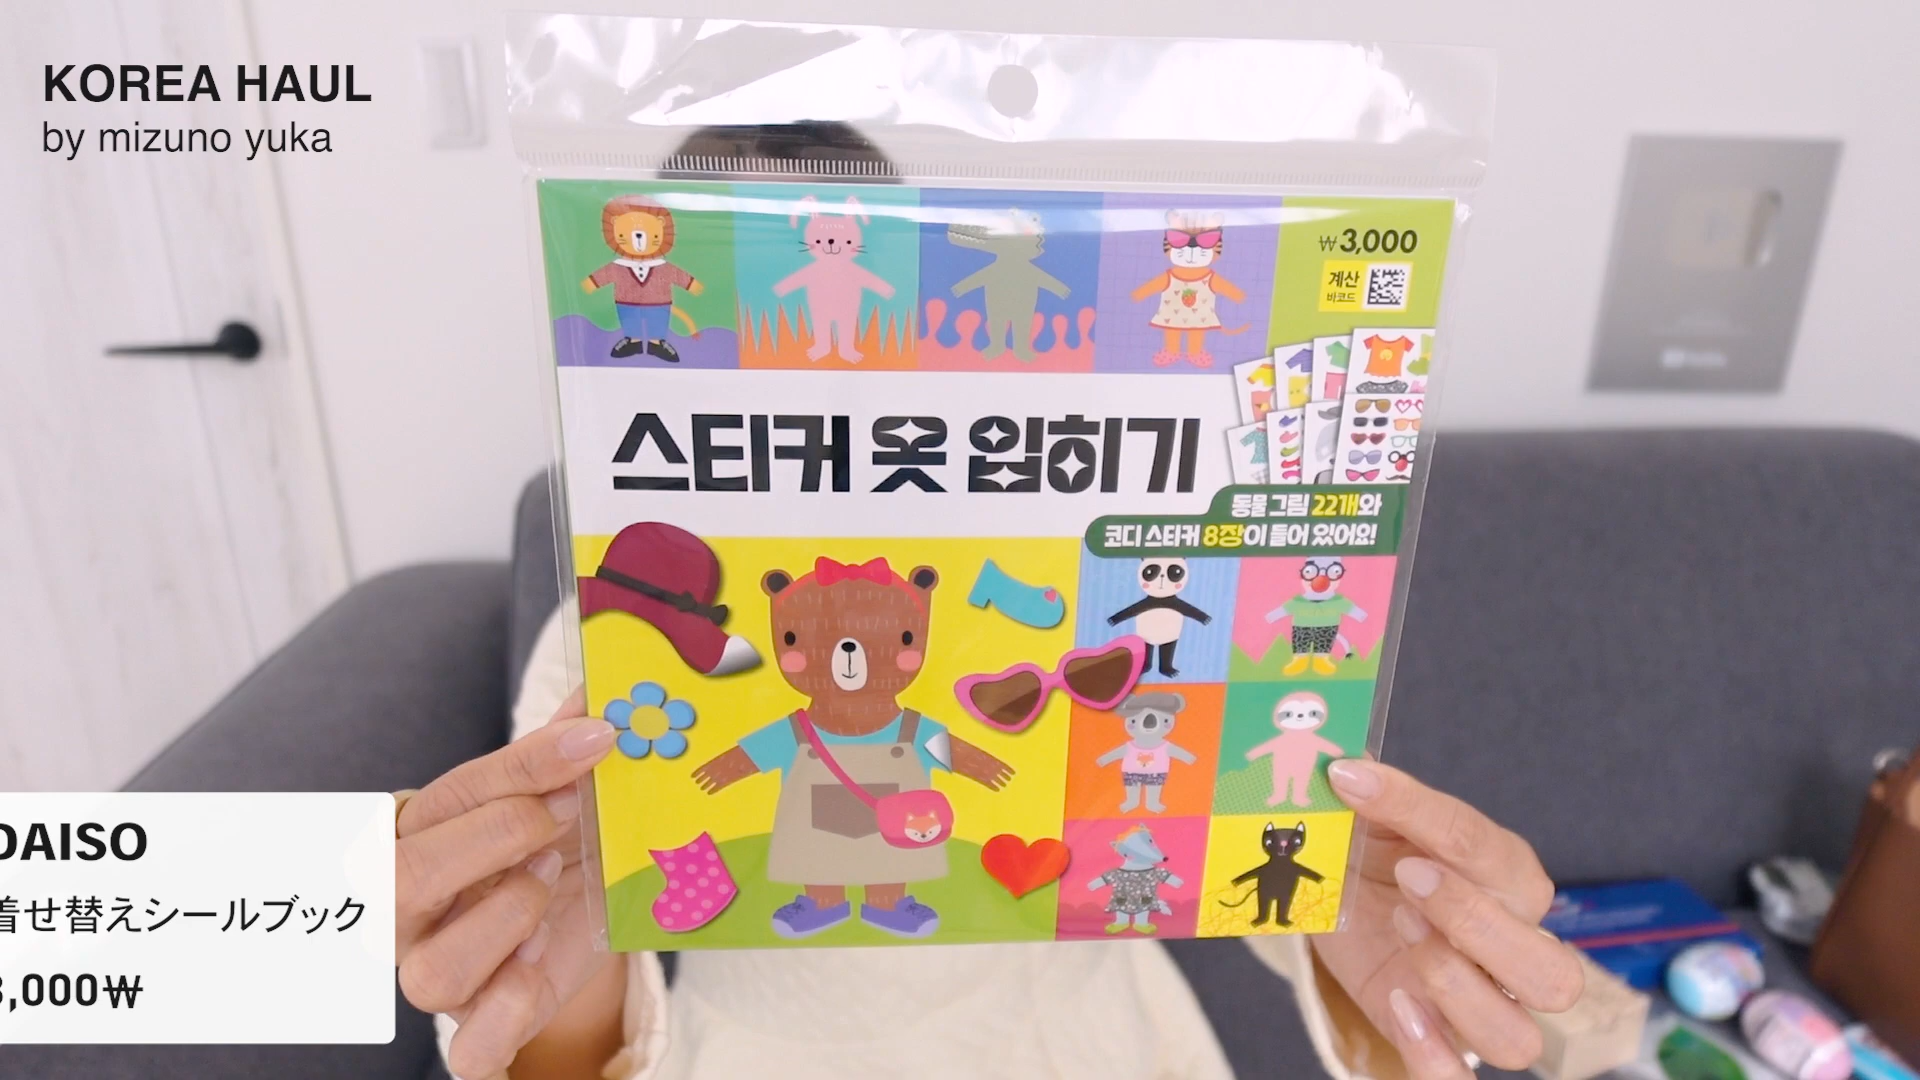 KOREA HAUL
by mizuno yuka
₩3,000
계산
바코드
스티커 옷 입히기
동물 그림 22개와
코디 스티커 8장이 들어 있어요!
DAISO
着せ替えシールブック
3,000₩